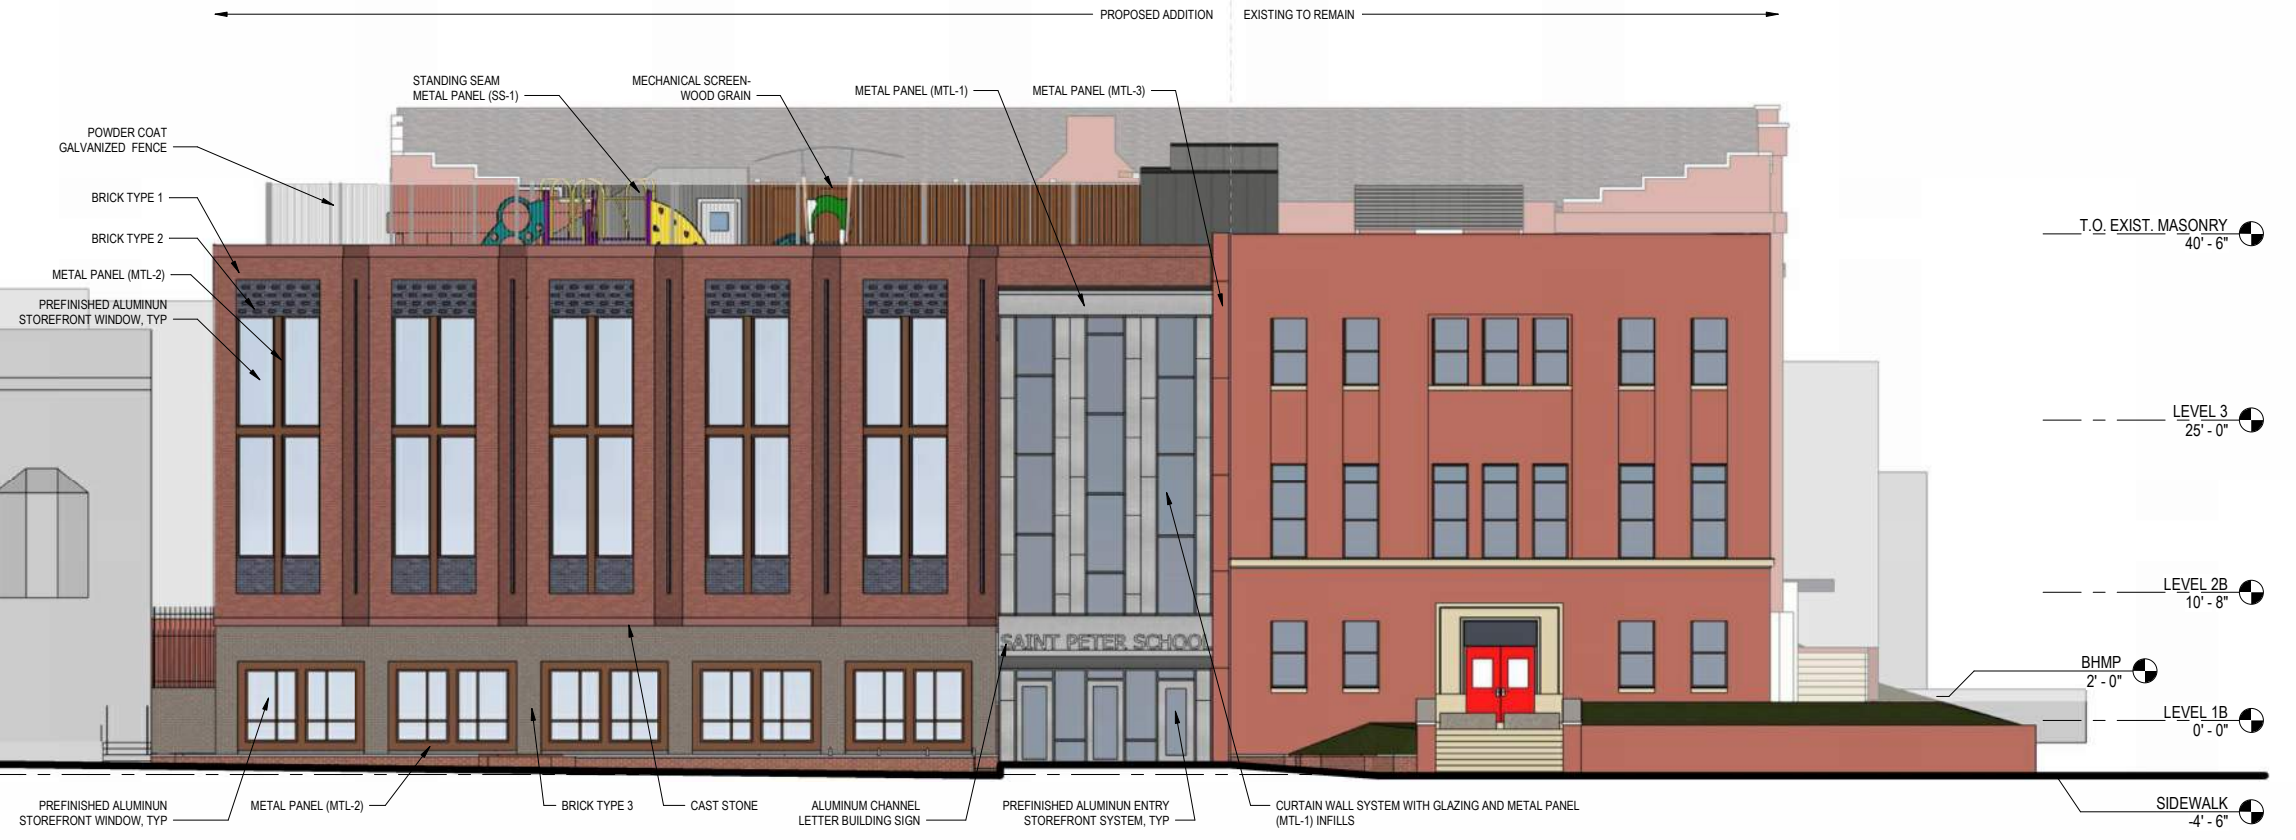 PROPOSED ADDITION
EXISTING TO REMAIN
STANDING SEAM
METAL PANEL (SS-1)
MECHANICAL SCREEN-
WOOD GRAIN
METAL PANEL (MTL-1)
METAL PANEL (MTL-3)
POWDER COAT
GALVANIZED FENCE
BRICK TYPE 1
BRICK TYPE 2
METAL PANEL (MTL-2)
PREFINISHED ALUMINUN
STOREFRONT WINDOW, TYP
T.O. EXIST. MASONRY
40' - 6"
LEVEL 3
25' - 0"
LEVEL 2B
10' - 8"
SAINT PETER SCHOOL
BHMP
2' - 0"
LEVEL 1B
0' - 0"
PREFINISHED ALUMINUN
STOREFRONT WINDOW, TYP
METAL PANEL (MTL-2)
BRICK TYPE 3
CAST STONE
ALUMINUM CHANNEL
LETTER BUILDING SIGN
PREFINISHED ALUMINUN ENTRY
STOREFRONT SYSTEM, TYP
CURTAIN WALL SYSTEM WITH GLAZING AND METAL PANEL
(MTL-1) INFILLS
SIDEWALK
-4' - 6"